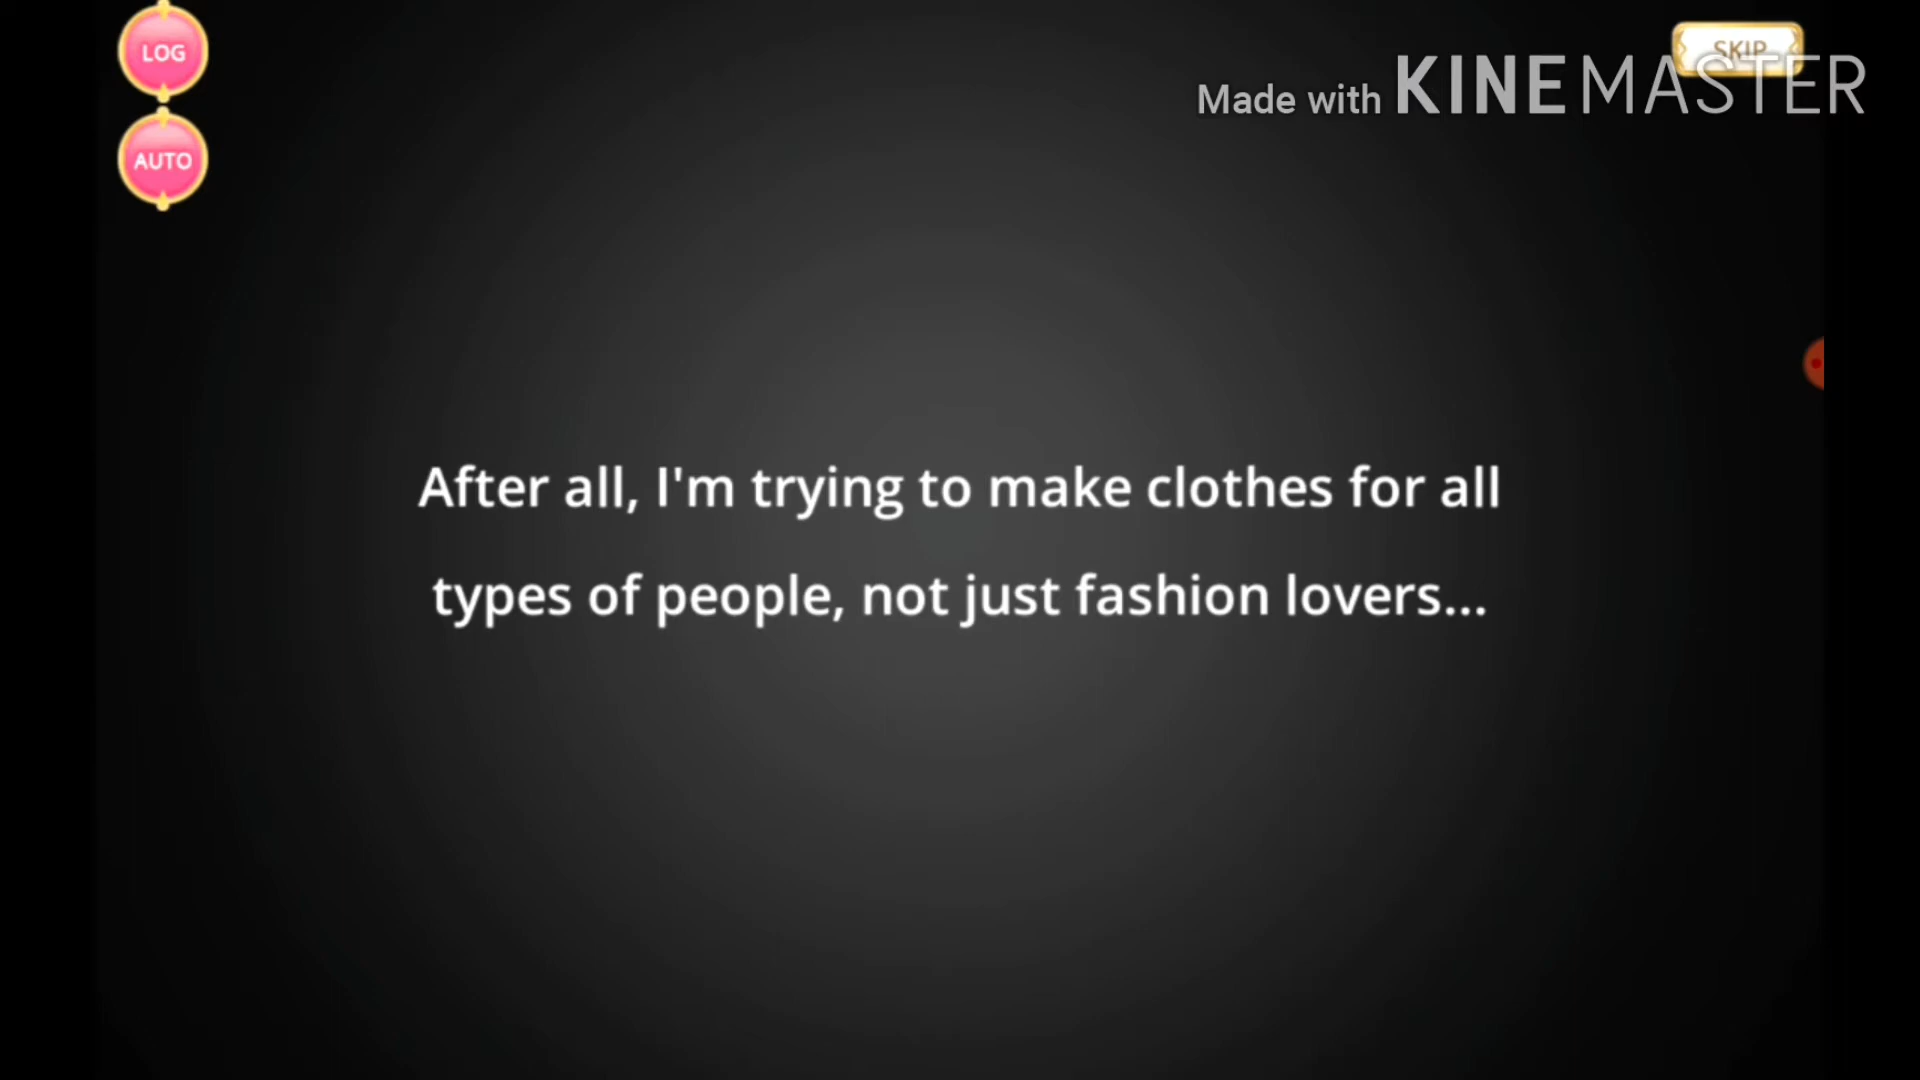 LOG
SKIP
Made with KINEMASTER
AUTO
After all, I'm trying to make clothes for all
types of people, not just fashion lovers...